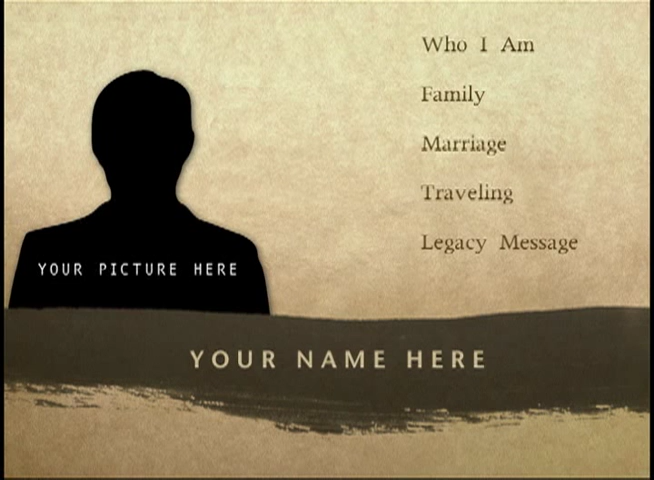 Who I Am
Family
Marriage
Traveling
Legacy Message
YOUR PICTURE HERE
YOUR NAME HERE